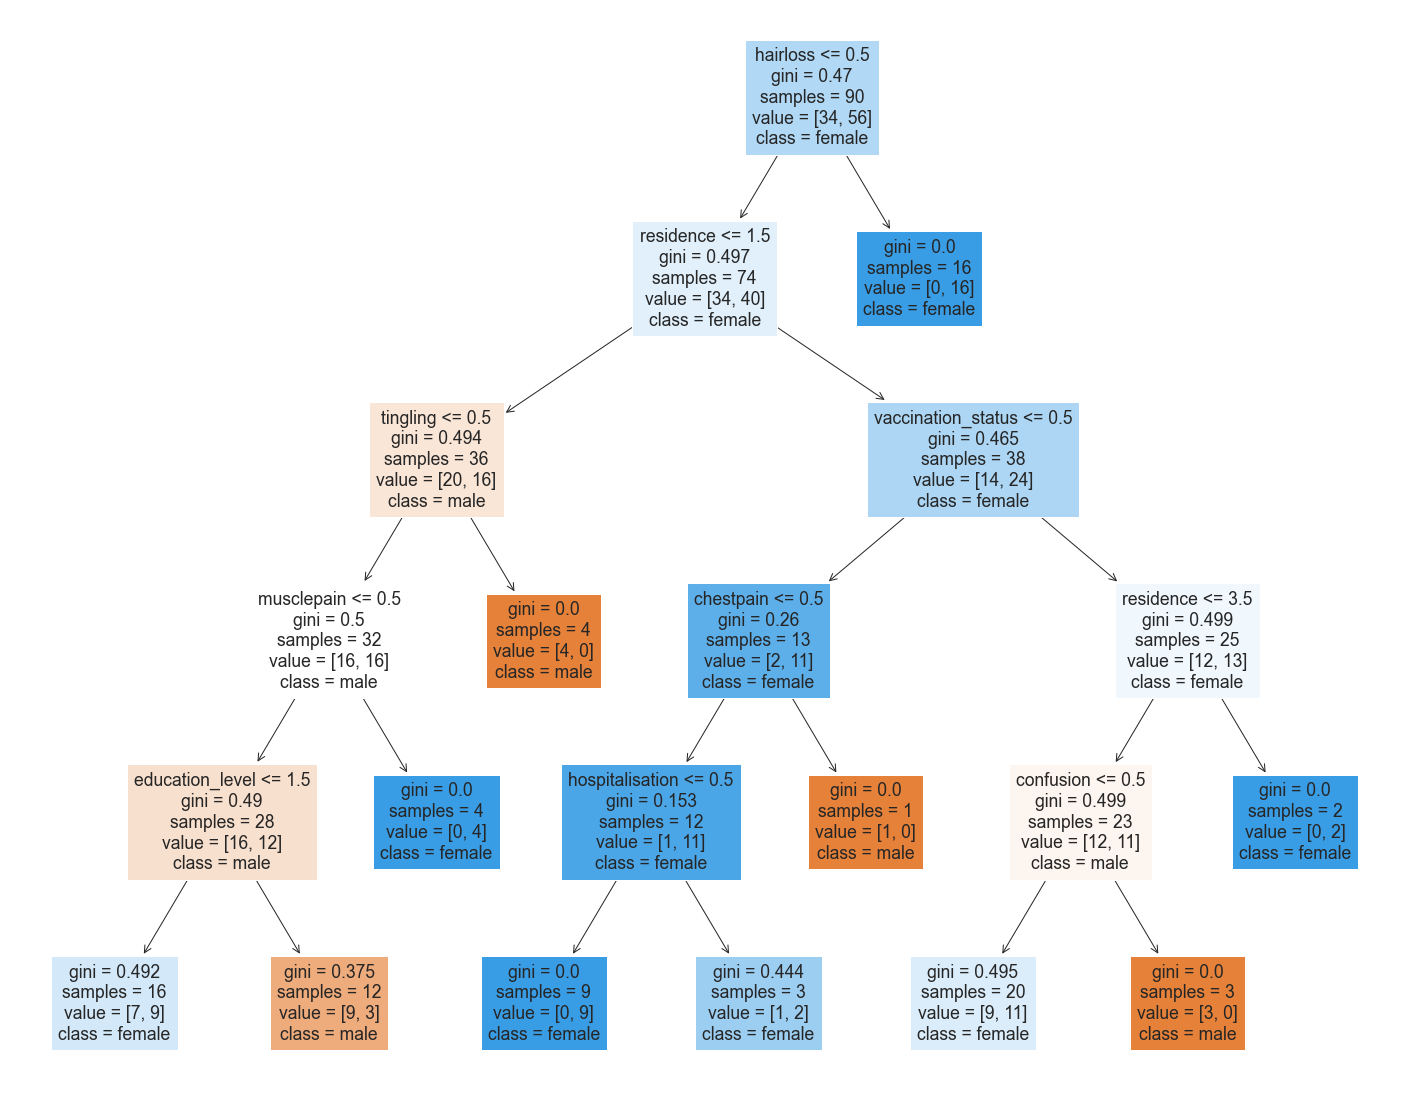 hairloss <= 0.5
gini = 0.47
samples = 90
value = [34, 56]
class = female
residence <= 1.5
gini = 0.497
samples = 74
value = [34, 40]
class = female
gini = 0.0
samples = 16
value = [0, 16]
class = female
tingling <= 0.5
gini = 0.494
samples = 36
value = [20, 16]
class = male
vaccination_status <= 0.5
gini = 0.465
samples = 38
value = [14, 24]
class = female
musclepain <= 0.5
gini = 0.5
samples = 32
value = [16, 16]
class = male
gini = 0.0
samples = 4
value = [4, 0]
class = male
chestpain <= 0.5
gini = 0.26
samples = 13
value = [2, 11]
class = female
residence <= 3.5
gini = 0.499
samples = 25
value = [12, 13]
class = female
education_level <= 1.5
gini = 0.49
samples = 28
value = [16, 12]
class = male
gini = 0.0
samples = 4
value = [0, 4]
class = female
hospitalisation <= 0.5
gini = 0.153
samples = 12
value = [1, 11]
class = female
gini = 0.0
samples = 1
value = [1, 0]
class = male
confusion <= 0.5
gini = 0.499
samples = 23
value = [12, 11]
class = male
gini = 0.0
samples = 2
value = [0, 2]
class = female
gini = 0.492
samples = 16
value = [7, 9]
class = female
gini = 0.375
samples = 12
value = [9, 3]
class = male
gini = 0.0
samples = 9
value = [0, 9]
class = female
gini = 0.444
samples = 3
value = [1, 2]
class = female
gini = 0.495
samples = 20
value = [9, 11]
class = female
gini = 0.0
samples = 3
value = [3, 0]
class = male